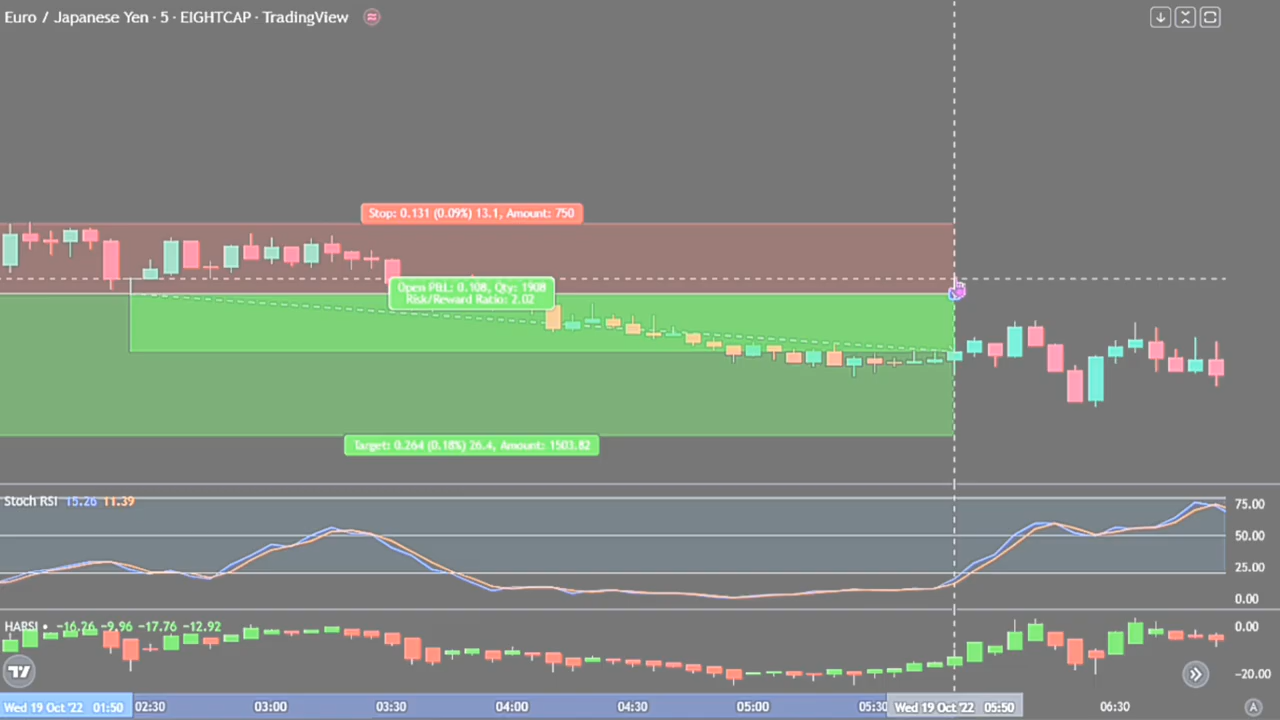 Euro / Japanese Yen · 5 · EIGHTCAP · TradingView
Stop: 0.131 (0.09%) 13.1, Amount: 750
Open P&L: 0.108, Qty: 1908
Risk/Reward Ratio: 2.02
Target: 0.264 (0.18%) 26.4, Amount: 1503.82
Stoch RSI 15.26 11.39
75.00
50.00
25.00
0.00
HARSI • −16.26 −9.96 −17.76 −12.92
0.00
−20.00
Wed 19 Oct '22 01:50 02:30 03:00 03:30 04:00 04:30 05:00 05:30 Wed 19 Oct '22 05:50 06:30 A